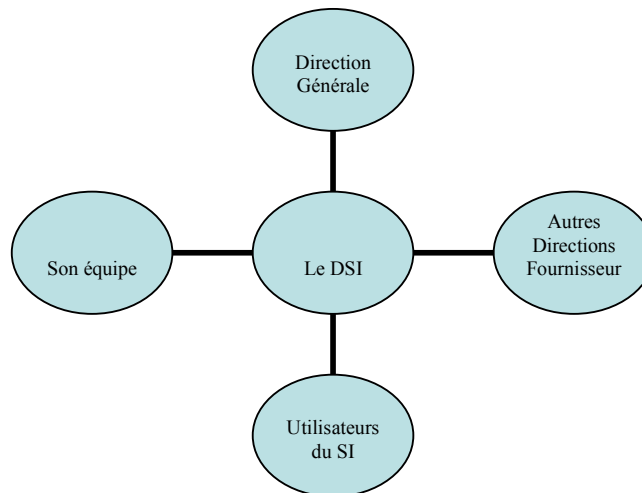 Direction
Générale
Son équipe
Le DSI
Autres
Directions
Fournisseur
Utilisateurs
du SI